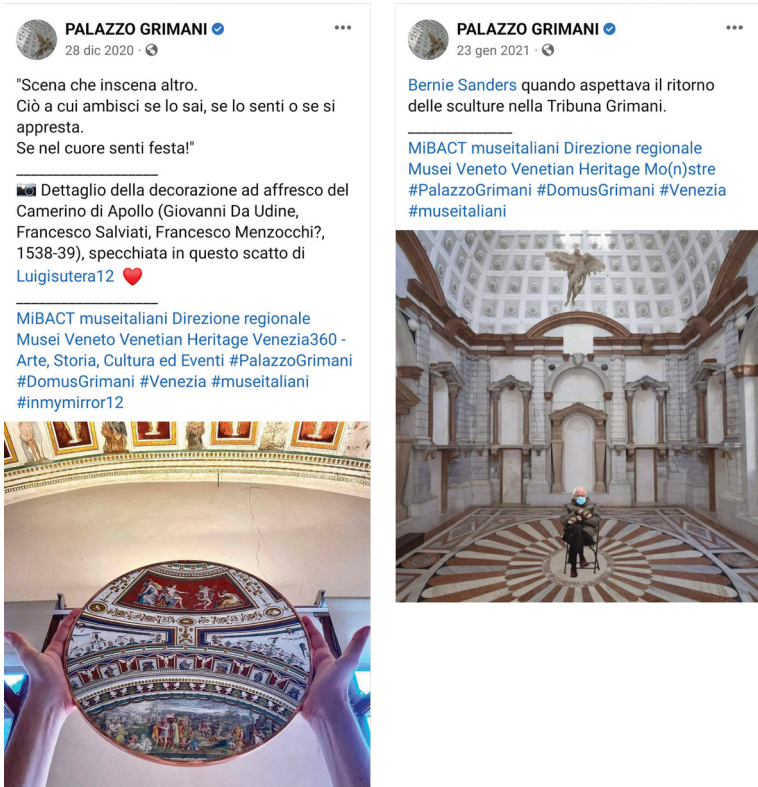 PALAZZO GRIMANI
28 dic 2020 ·
"Scena che inscena altro.
Ciò a cui ambisci se lo sai, se lo senti o se si
appresta.
Se nel cuore senti festa!"
___________________
Dettaglio della decorazione ad affresco del
Camerino di Apollo (Giovanni Da Udine,
Francesco Salviati, Francesco Menzocchi?,
1538-39), specchiata in questo scatto di
Luigisutera12 ❤️
___________________
MiBACT museitaliani Direzione regionale
Musei Veneto Venetian Heritage Venezia360 -
Arte, Storia, Cultura ed Eventi #PalazzoGrimani
#DomusGrimani #Venezia #museitaliani
#inmymirror12
PALAZZO GRIMANI
23 gen 2021 ·
Bernie Sanders quando aspettava il ritorno
delle sculture nella Tribuna Grimani.
______________
MiBACT museitaliani Direzione regionale
Musei Veneto Venetian Heritage Mo(n)stre
#PalazzoGrimani #DomusGrimani #Venezia
#museitaliani